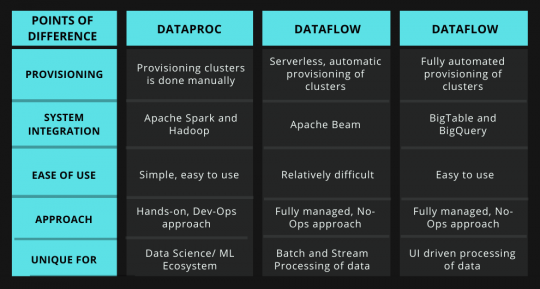 POINTS OF
DIFFERENCE
DATAPROC
DATAFLOW
DATAFLOW
PROVISIONING
Provisioning clusters
is done manually
Serverless, automatic
provisioning of
clusters
Fully automated
provisioning of
clusters
SYSTEM
INTEGRATION
Apache Spark and
Hadoop
Apache Beam
BigTable and
BigQuery
EASE OF USE
Simple, easy to use
Relatively difficult
Easy to use
APPROACH
Hands-on, Dev-Ops
approach
Fully managed, No-
Ops approach
Fully managed, No-
Ops approach
UNIQUE FOR
Data Science/ ML
Ecosystem
Batch and Stream
Processing of data
UI driven processing
of data